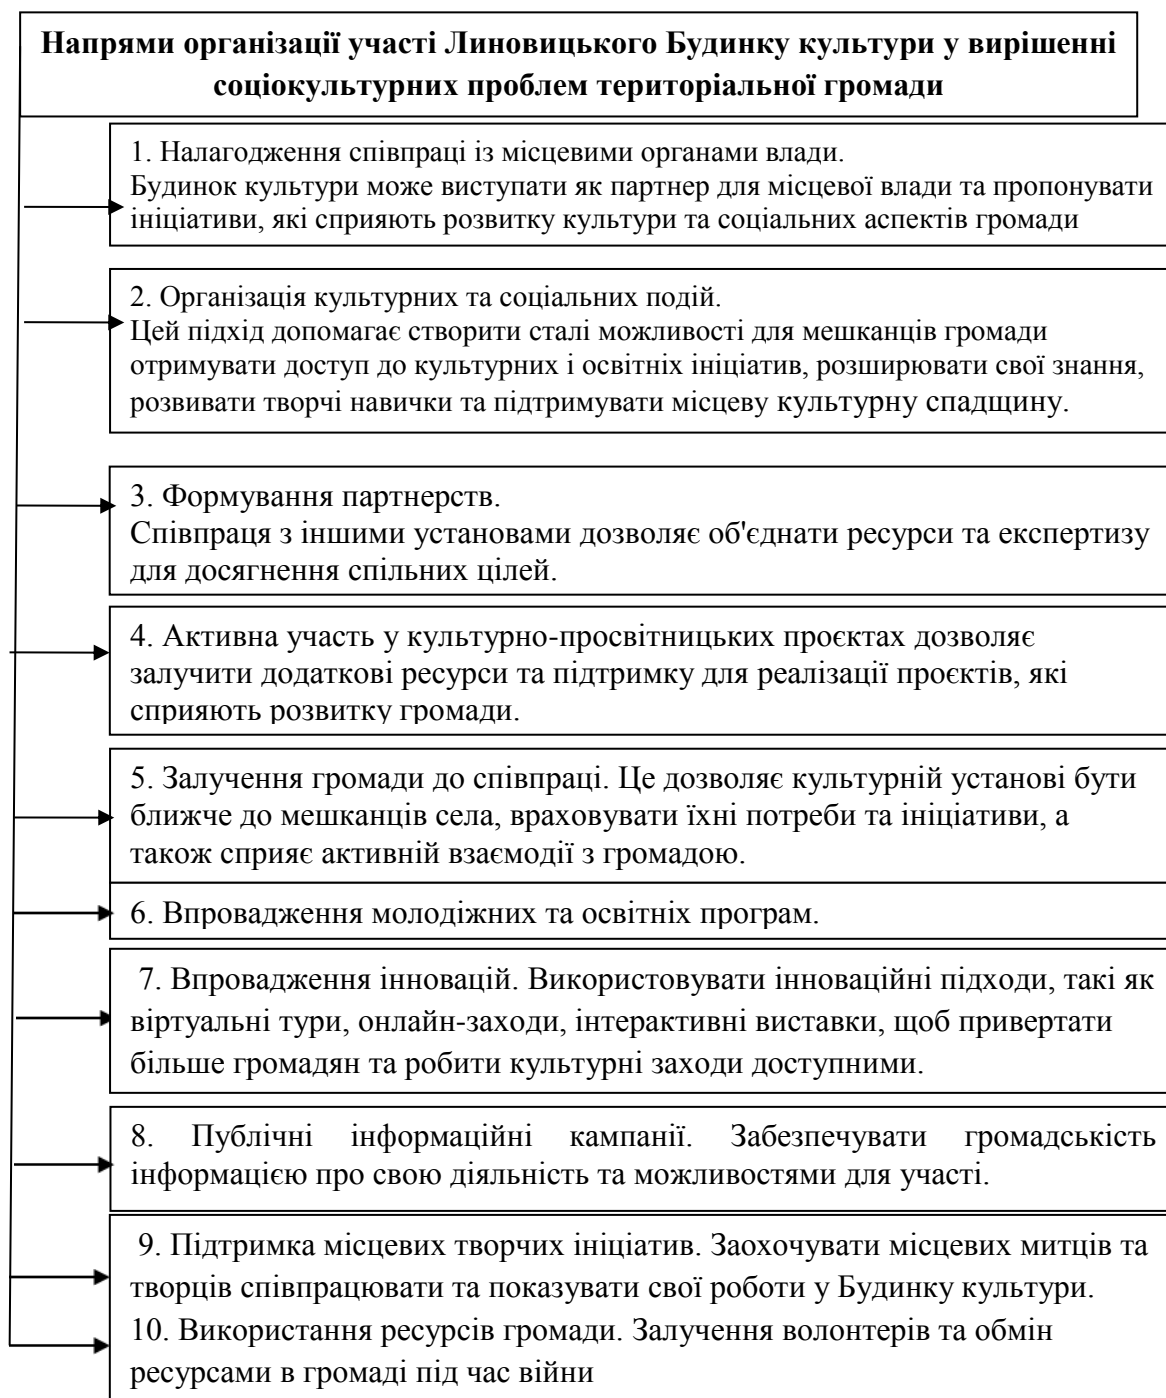 Напрями організації участі Линовицького Будинку культури у вирішенні
соціокультурних проблем територіальної громади
1. Налагодження співпраці із місцевими органами влади.
Будинок культури може виступати як партнер для місцевої влади та пропонувати
ініціативи, які сприяють розвитку культури та соціальних аспектів громади
2. Організація культурних та соціальних подій.
Цей підхід допомагає створити сталі можливості для мешканців громади
отримувати доступ до культурних і освітніх ініціатив, розширювати свої знання,
розвивати творчі навички та підтримувати місцеву культурну спадщину.
3. Формування партнерств.
Співпраця з іншими установами дозволяє об'єднати ресурси та експертизу
для досягнення спільних цілей.
4. Активна участь у культурно-просвітницьких проєктах дозволяє
залучити додаткові ресурси та підтримку для реалізації проєктів, які
сприяють розвитку громади.
5. Залучення громади до співпраці. Це дозволяє культурній установі бути
ближче до мешканців села, враховувати їхні потреби та ініціативи, а
також сприяє активній взаємодії з громадою.
6. Впровадження молодіжних та освітніх програм.
7. Впровадження інновацій. Використовувати інноваційні підходи, такі як
віртуальні тури, онлайн-заходи, інтерактивні виставки, щоб привертати
більше громадян та робити культурні заходи доступними.
8. Публічні інформаційні кампанії. Забезпечувати громадськість
інформацією про свою діяльність та можливостями для участі.
9. Підтримка місцевих творчих ініціатив. Заохочувати місцевих митців та
творців співпрацювати та показувати свої роботи у Будинку культури.
10. Використання ресурсів громади. Залучення волонтерів та обмін
ресурсами в громаді під час війни